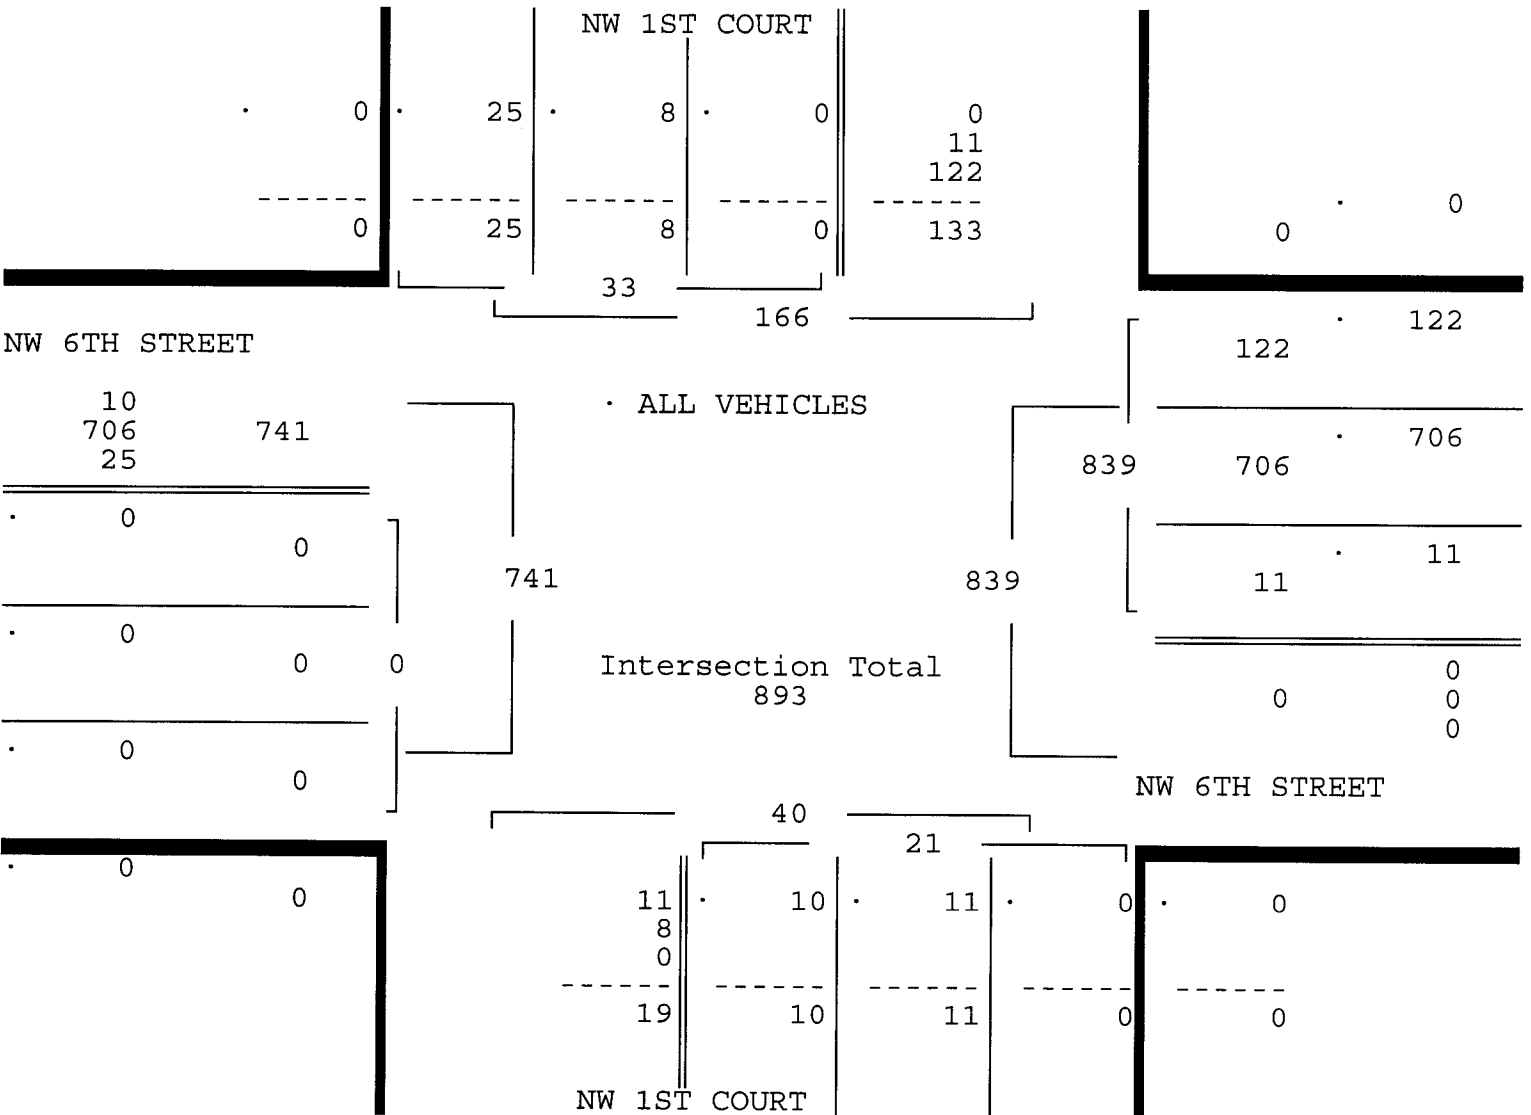 NW 1ST COURT
· 0 · 25 · 8 · 0 0
11
122
------ ------ ------ ------ ------
· 0
0 25 8 0 133
0
33
166
· 122
NW 6TH STREET
122
10
· ALL VEHICLES
706 741
· 706
25
839 706
· 0
0
· 11
741
839
11
· 0
0 0
Intersection Total
0
893
0 0
0
· 0
0
NW 6TH STREET
40
21
· 0
0
11 · 10 · 11 · 0 · 0
8
0
------ ------ ------ ------ ------
19 10 11 0 0
NW 1ST COURT